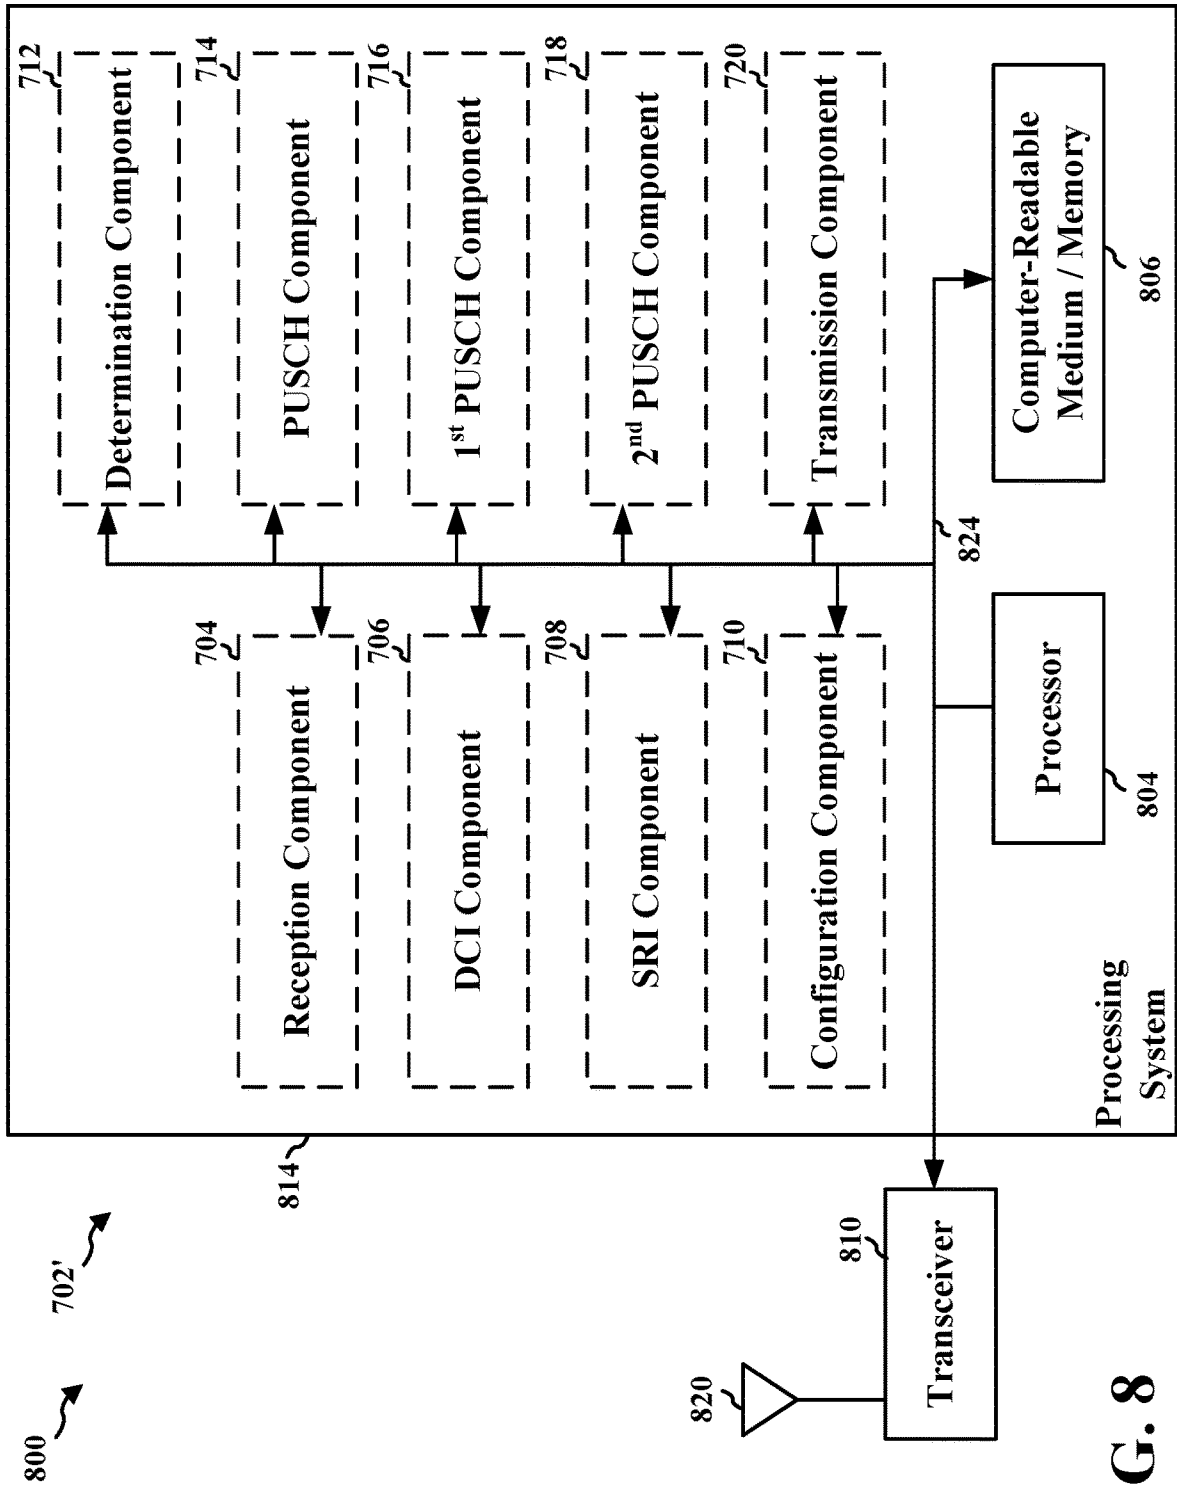 800
702'
814
Processing
System
704
Reception Component
706
DCI Component
708
SRI Component
710
Configuration Component
712
Determination Component
714
PUSCH Component
716
1st PUSCH Component
718
2nd PUSCH Component
720
Transmission Component
824
820
810
Transceiver
Processor
804
Computer-Readable
Medium / Memory
806
G. 8